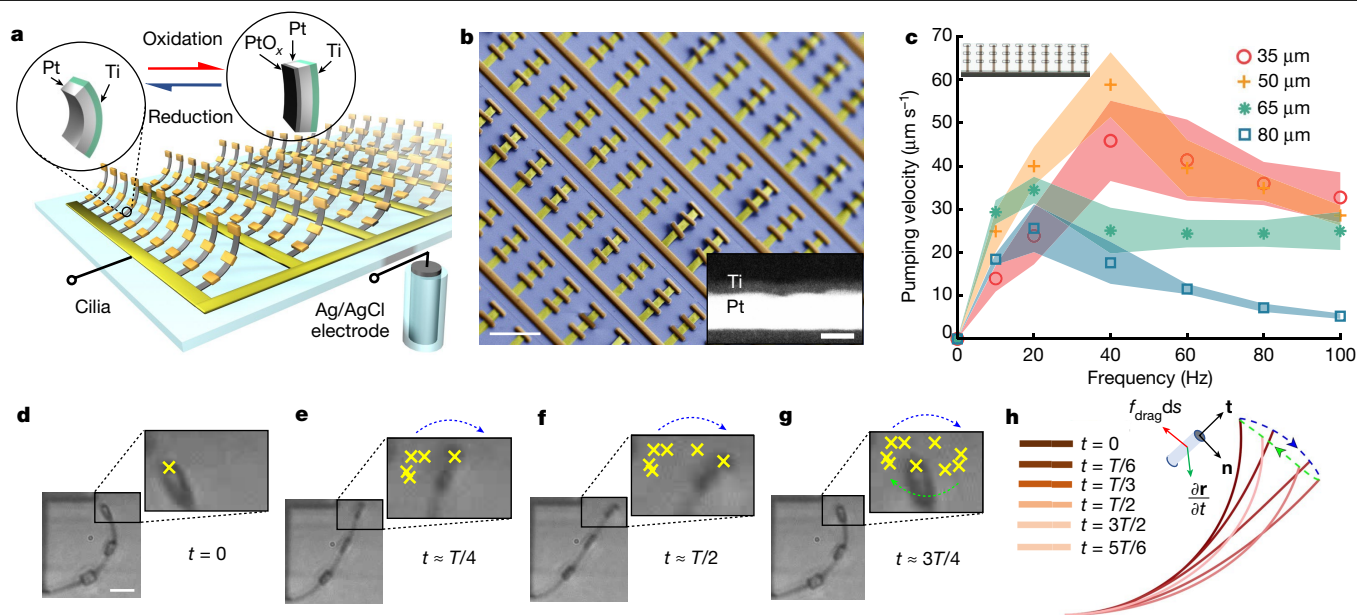 a
Pt
Ti
Oxidation
Reduction
PtOx
Pt
Ti
Cilia
Ag/AgCl
electrode
b
Ti
Pt
c
Pumping velocity (µm s⁻¹)
70
60
50
40
30
20
10
0
0 20 40 60 80 100
Frequency (Hz)
35 µm
50 µm
65 µm
80 µm
d
t = 0
e
t ≈ T/4
f
t ≈ T/2
g
t ≈ 3T/4
h
t = 0
t = T/6
t = T/3
t = T/2
t = 3T/2
t = 5T/6
f_drag ds
t
n
∂r
∂t